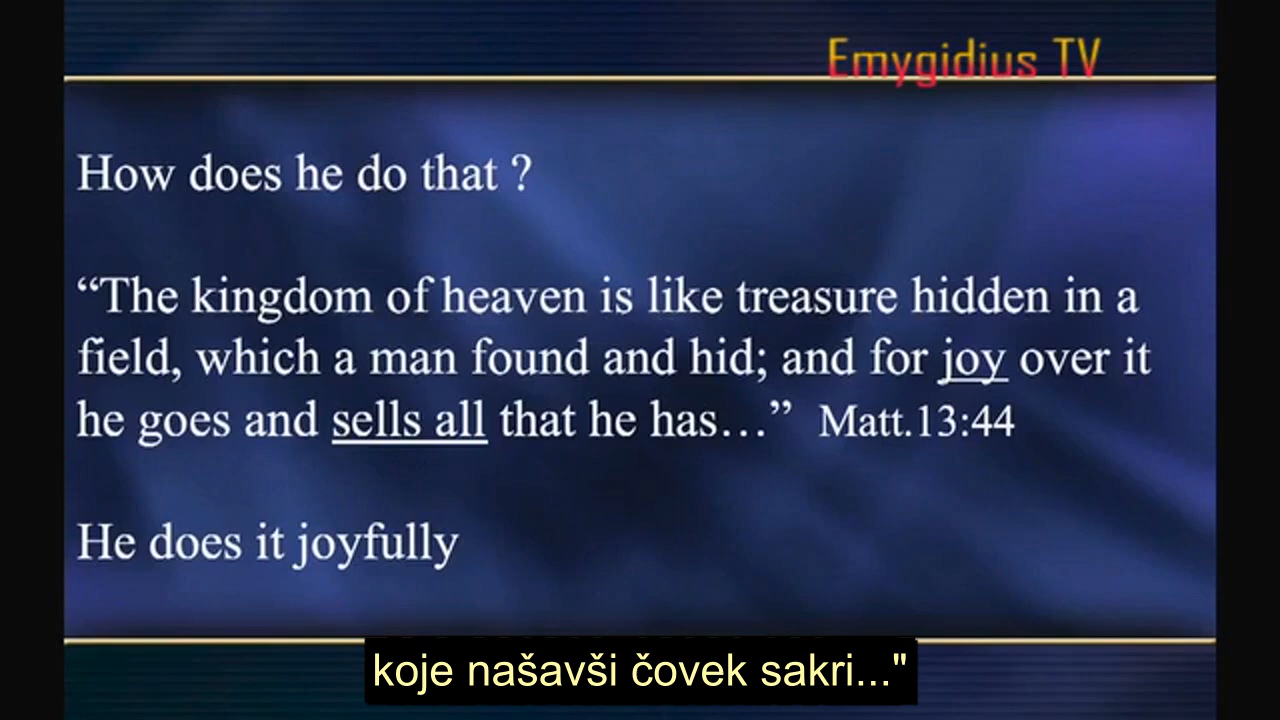 Emygidius TV
How does he do that ?
“The kingdom of heaven is like treasure hidden in a
field, which a man found and hid; and for joy over it
he goes and sells all that he has…” Matt.13:44
He does it joyfully
koje našavši čovek sakri..."